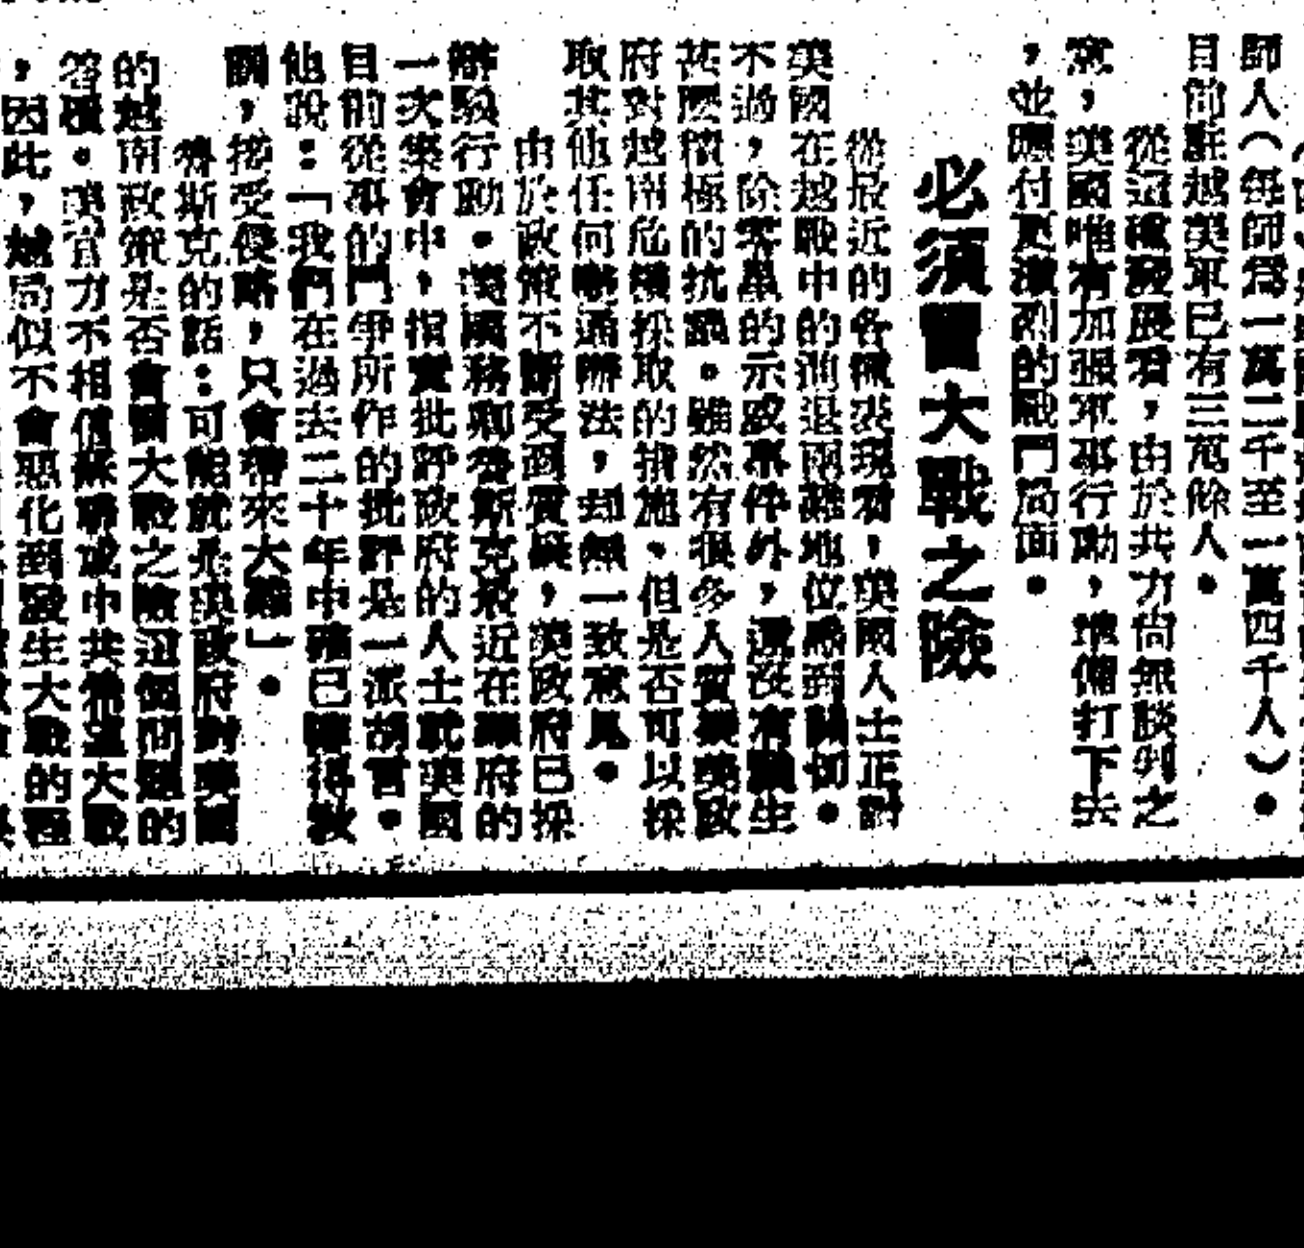 師人（每師爲一萬二千至一萬四千人）。
目前駐越美軍已有三萬餘人。
從這種發展看，由於共方尙無談判之
意，美國唯有加强軍事行動，準備打下去
，並應付更激烈的戰鬥局面。
必須冒大戰之險
從最近的各種表現看，美國人士正對
美國在越戰中的進退兩難地位感到關切。
不過，除零星的示威事件外，還沒有發生
甚麽積極的抗議。雖然有很多人質疑美政
府對越南危機採取的措施，但是否可以採
取其他任何變通辦法，却無一致意見。
由於政策不斷受到質疑，美政府已採
辯駁行動。美國務卿魯斯克最近在華府的
一次集會中，指責批評政府的人士就美國
目前從事的鬥爭所作的批評是一派胡言。
他說：「我們在過去二十年中確已懂得敎
訓，接受侵略，只會帶來大戰」。
魯斯克的話：可能就是美政府對美國
的越南政策是否會冒大戰之險這個問題的
答覆。美官方不相信蘇聯或中共希望大戰
，因此，越局似不會惡化到發生大戰的程